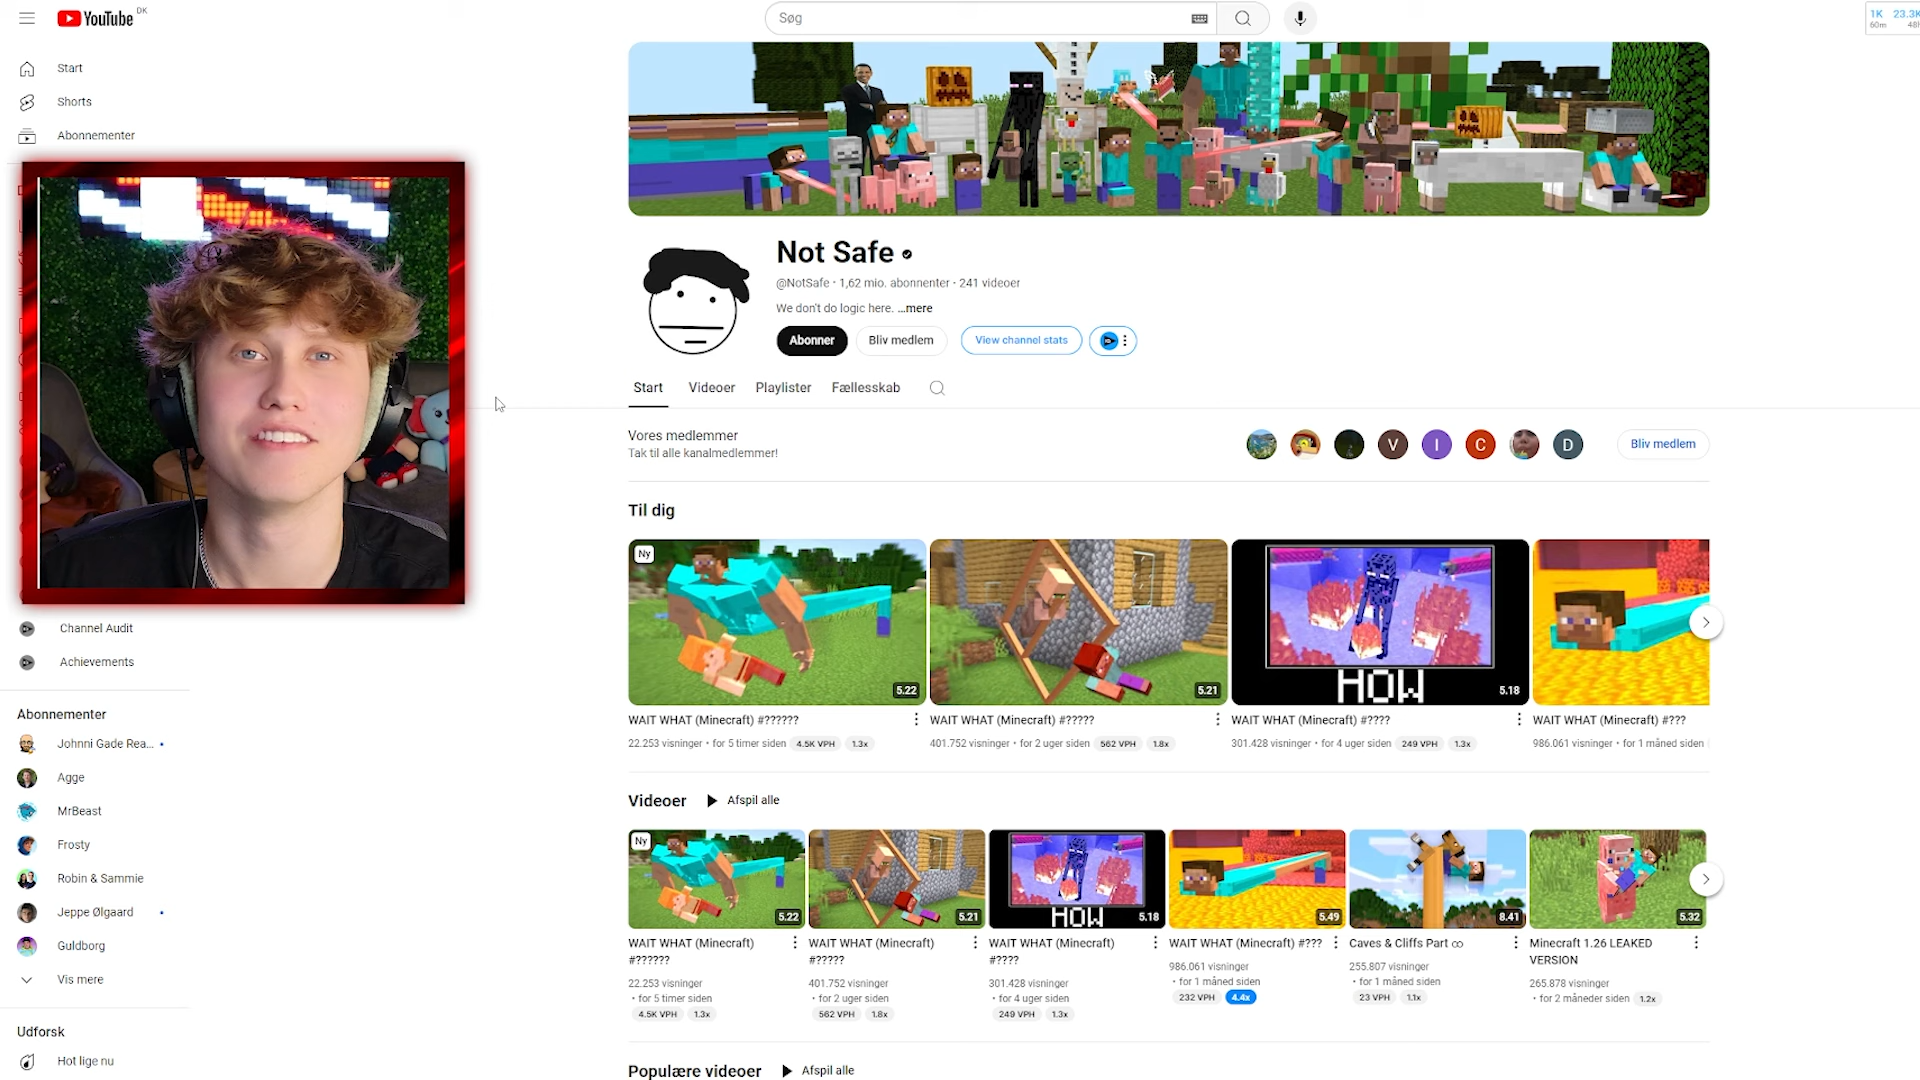 YouTube DK
Søg
1K 23.3K
60m 48h
Start
Shorts
Abonnementer
Channel Audit
Achievements
Abonnementer
Johnni Gade Rea...
Agge
MrBeast
Frosty
Robin & Sammie
Jeppe Ølgaard
Guldborg
Vis mere
Udforsk
Hot lige nu
Not Safe
@NotSafe • 1,62 mio. abonnenter • 241 videoer
We don't do logic here. ...mere
Abonner
Bliv medlem
View channel stats
Start Videoer Playlister Fællesskab
Vores medlemmer
Tak til alle kanalmedlemmer!
V I C D
Bliv medlem
Til dig
Ny
5.22
5.21
HOW
5.18
WAIT WHAT (Minecraft) #??????
22.253 visninger • for 5 timer siden 4.5K VPH 1.3x
WAIT WHAT (Minecraft) #?????
401.752 visninger • for 2 uger siden 562 VPH 1.8x
WAIT WHAT (Minecraft) #????
301.428 visninger • for 4 uger siden 249 VPH 1.3x
WAIT WHAT (Minecraft) #???
986.061 visninger • for 1 måned siden
Videoer Afspil alle
Ny
5.22
5.21
HOW
5.18
5.49
8.41
5.32
WAIT WHAT (Minecraft)
#??????
22.253 visninger
• for 5 timer siden
4.5K VPH 1.3x
WAIT WHAT (Minecraft)
#?????
401.752 visninger
• for 2 uger siden
562 VPH 1.8x
WAIT WHAT (Minecraft)
#????
301.428 visninger
• for 4 uger siden
249 VPH 1.3x
WAIT WHAT (Minecraft) #???
986.061 visninger
• for 1 måned siden
232 VPH 4.4x
Caves & Cliffs Part ∞
255.807 visninger
• for 1 måned siden
23 VPH 1.1x
Minecraft 1.26 LEAKED
VERSION
265.878 visninger
• for 2 måneder siden 1.2x
Populære videoer Afspil alle